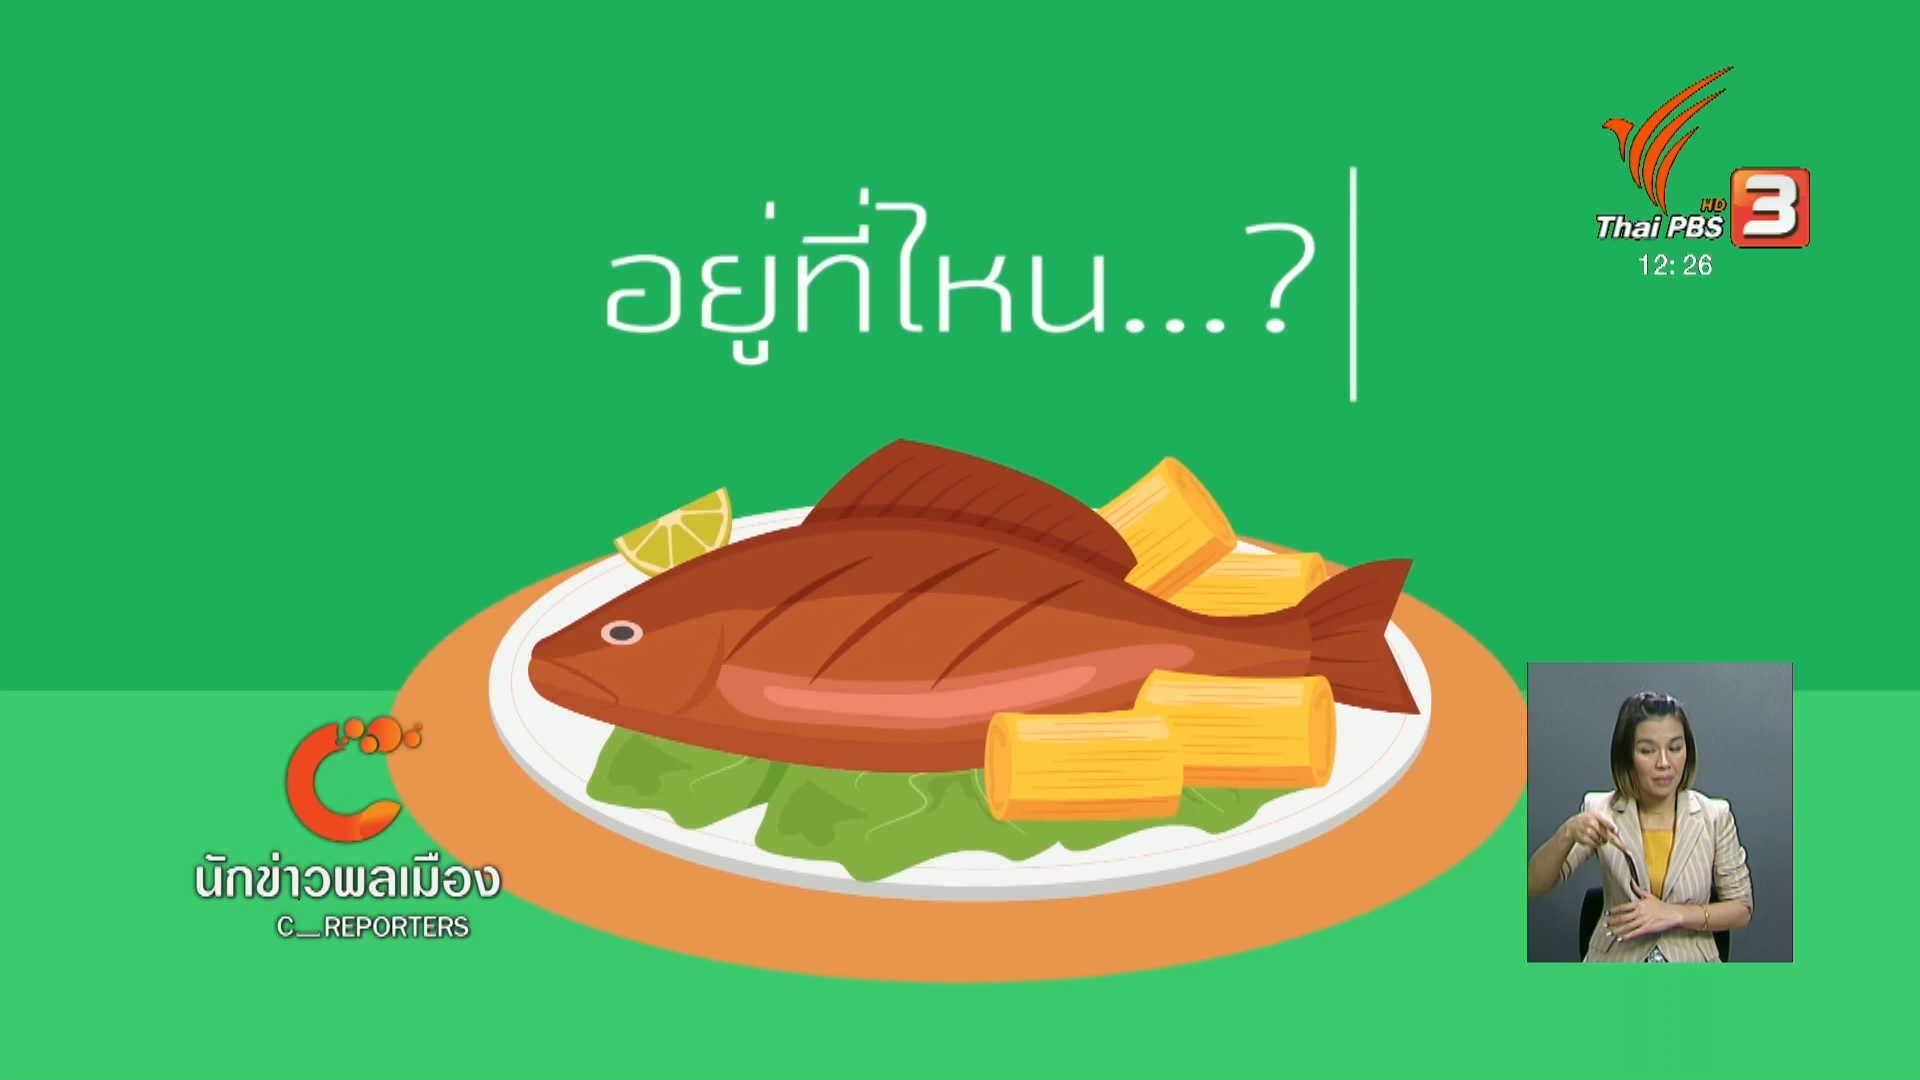 อยู่ที่ไหน...?
HD
Thai PBS 3
12:26
นักข่าวพลเมือง
C_REPORTERS